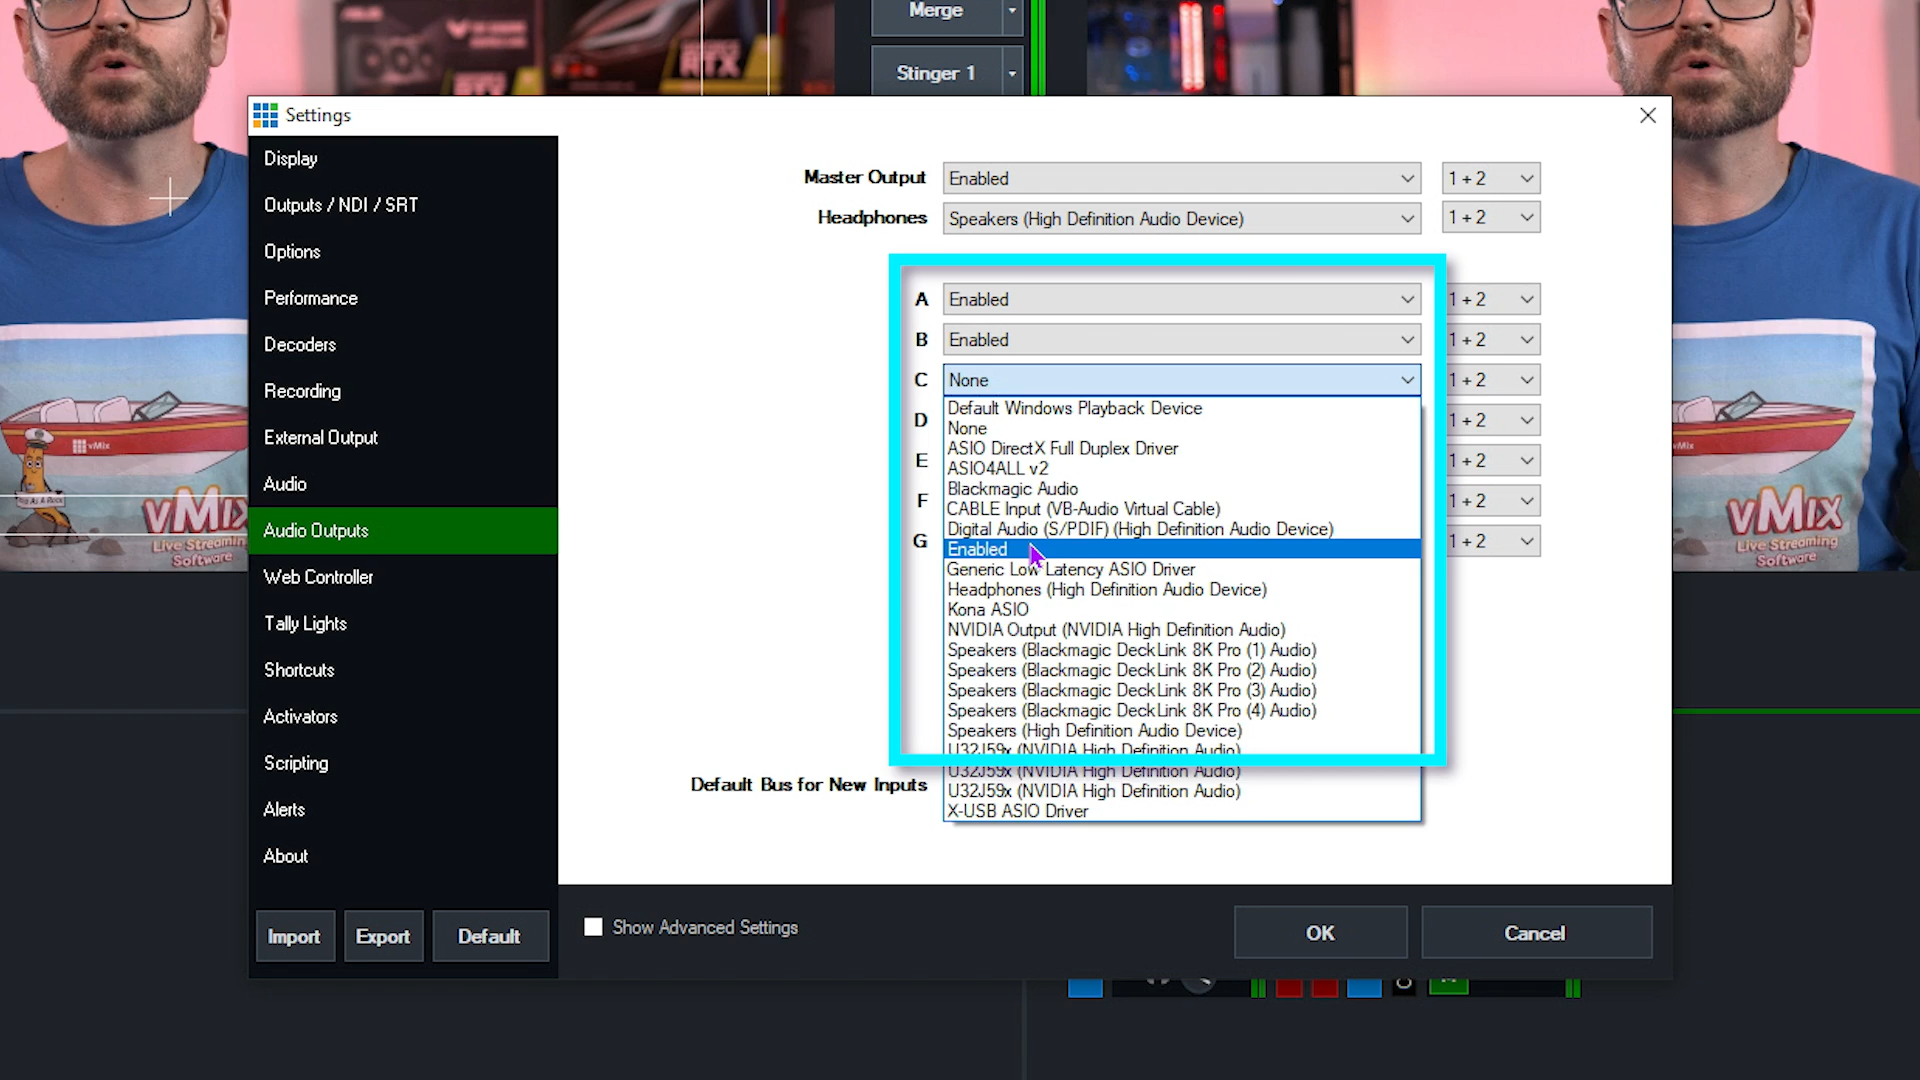 Merge
Stinger 1
Settings
Display
Outputs / NDI / SRT
Options
Performance
Decoders
Recording
External Output
Audio
Audio Outputs
Web Controller
Tally Lights
Shortcuts
Activators
Scripting
Alerts
About
Import
Export
Default
Master Output
Enabled
1 + 2
Headphones
Speakers (High Definition Audio Device)
1 + 2
A
Enabled
1 + 2
B
Enabled
1 + 2
C
None
1 + 2
D
1 + 2
E
1 + 2
F
1 + 2
G
1 + 2
Default Windows Playback Device
None
ASIO DirectX Full Duplex Driver
ASIO4ALL v2
Blackmagic Audio
CABLE Input (VB-Audio Virtual Cable)
Digital Audio (S/PDIF) (High Definition Audio Device)
Enabled
Generic Low Latency ASIO Driver
Headphones (High Definition Audio Device)
Kona ASIO
NVIDIA Output (NVIDIA High Definition Audio)
Speakers (Blackmagic DeckLink 8K Pro (1) Audio)
Speakers (Blackmagic DeckLink 8K Pro (2) Audio)
Speakers (Blackmagic DeckLink 8K Pro (3) Audio)
Speakers (Blackmagic DeckLink 8K Pro (4) Audio)
Speakers (High Definition Audio Device)
U32J59x (NVIDIA High Definition Audio)
U32J59x (NVIDIA High Definition Audio)
U32J59x (NVIDIA High Definition Audio)
X-USB ASIO Driver
Default Bus for New Inputs
Show Advanced Settings
OK
Cancel
RTX
vMix
vMix
Live Streaming
Software
vMix
Live Streaming
Software